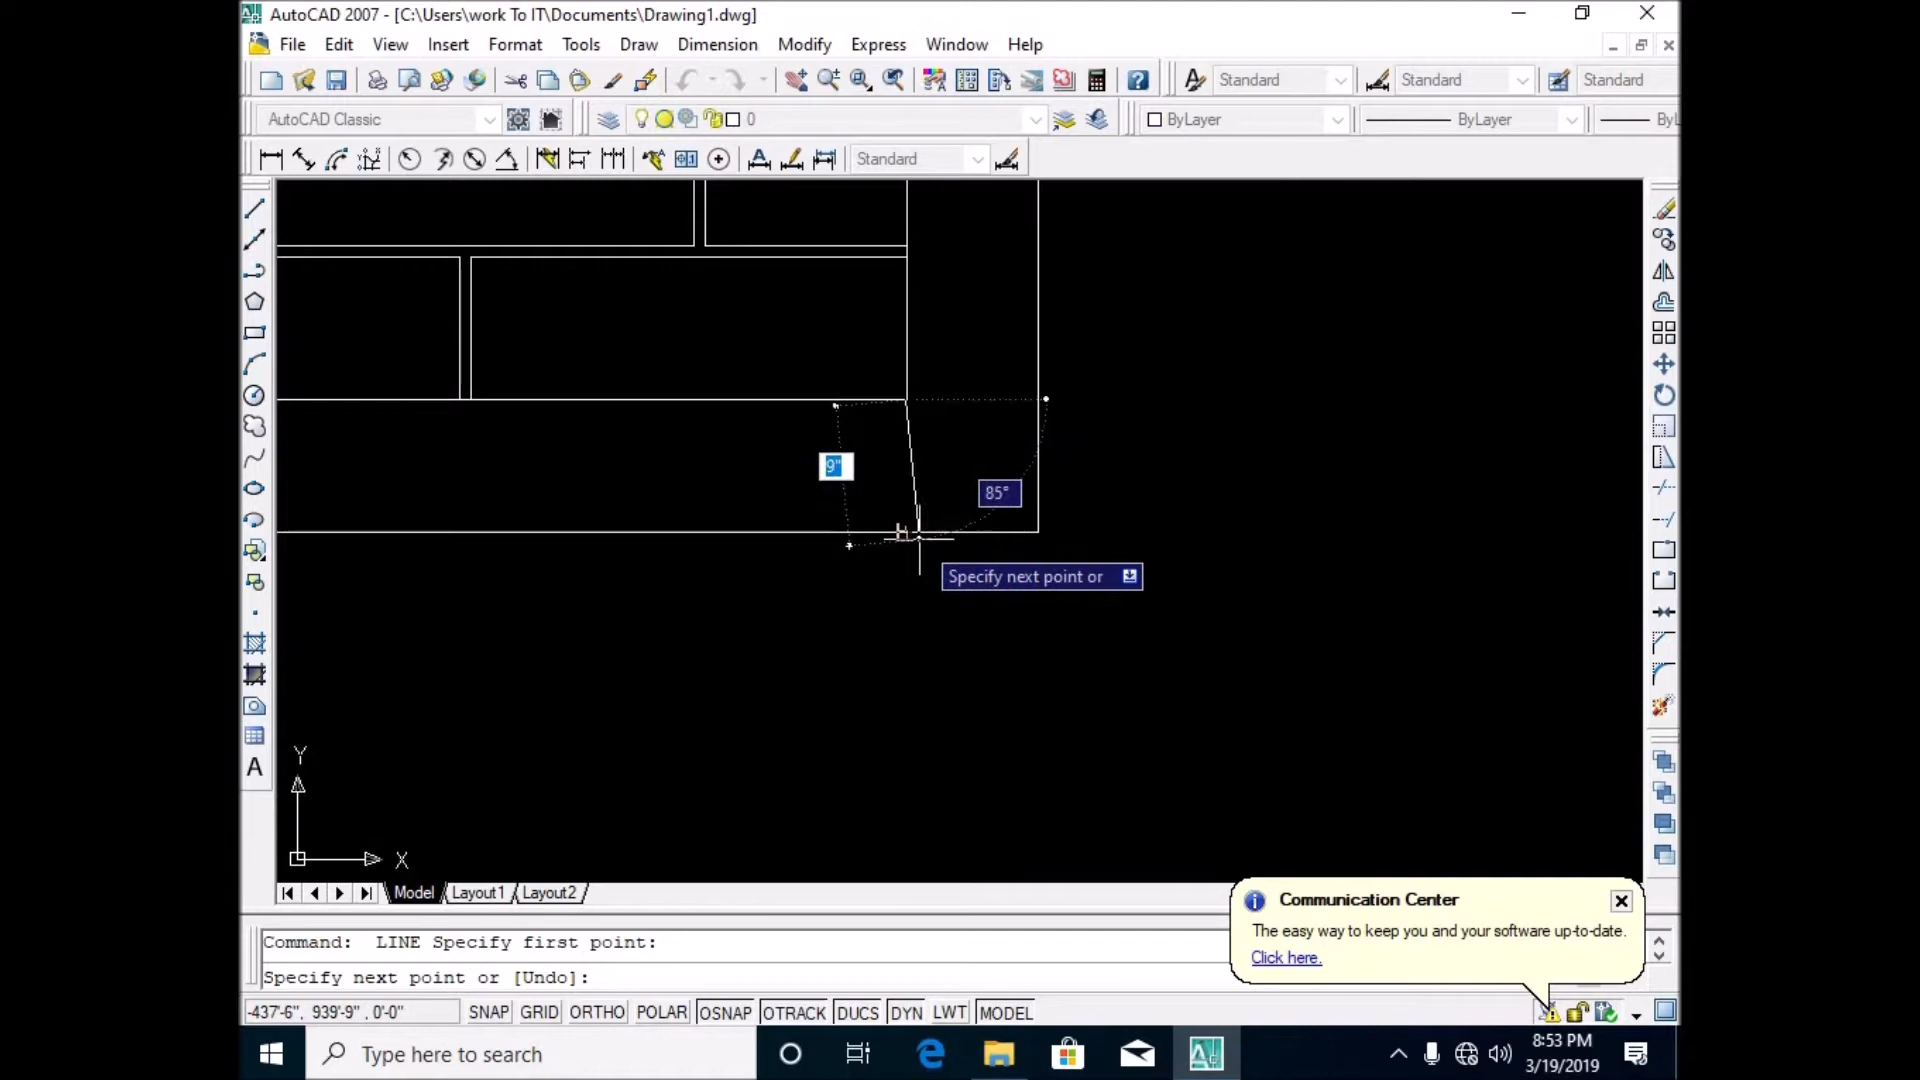 AutoCAD 2007 - [C:\Users\work To IT\Documents\Drawing1.dwg]
File Edit View Insert Format Tools Draw Dimension Modify Express Window Help
Standard Standard Standard
AutoCAD Classic 0 ByLayer ByLayer ByL
Standard
9"
85°
Specify next point or
Y
X
A
Model Layout1 Layout2
Communication Center
The easy way to keep you and your software up-to-date.
Click here.
Command:  LINE Specify first point:
Specify next point or [Undo]:
-437'-6", 939'-9" , 0'-0" SNAP GRID ORTHO POLAR OSNAP OTRACK DUCS DYN LWT MODEL
Type here to search
8:53 PM
3/19/2019